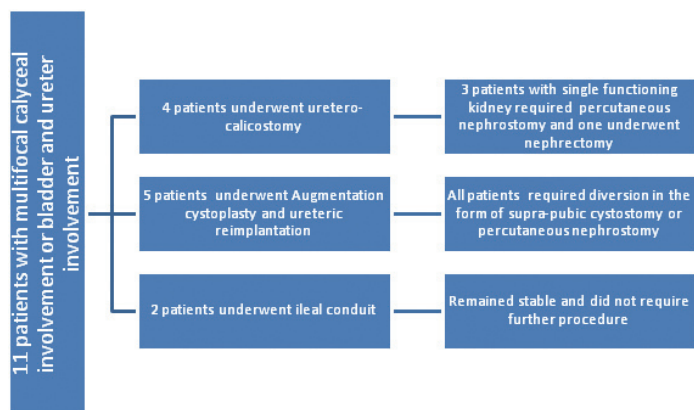 11 patients with multifocal calyceal
involvement or bladder and ureter
involvement
4 patients underwent uretero-
calicostomy
3 patients with single functioning
kidney required percutaneous
nephrostomy and one underwent
nephrectomy
5 patients underwent Augmentation
cystoplasty and ureteric
reimplantation
All patients required diversion in the
form of supra-pubic cystostomy or
percutaneous nephrostomy
2 patients underwent ileal conduit
Remained stable and did not require
further procedure